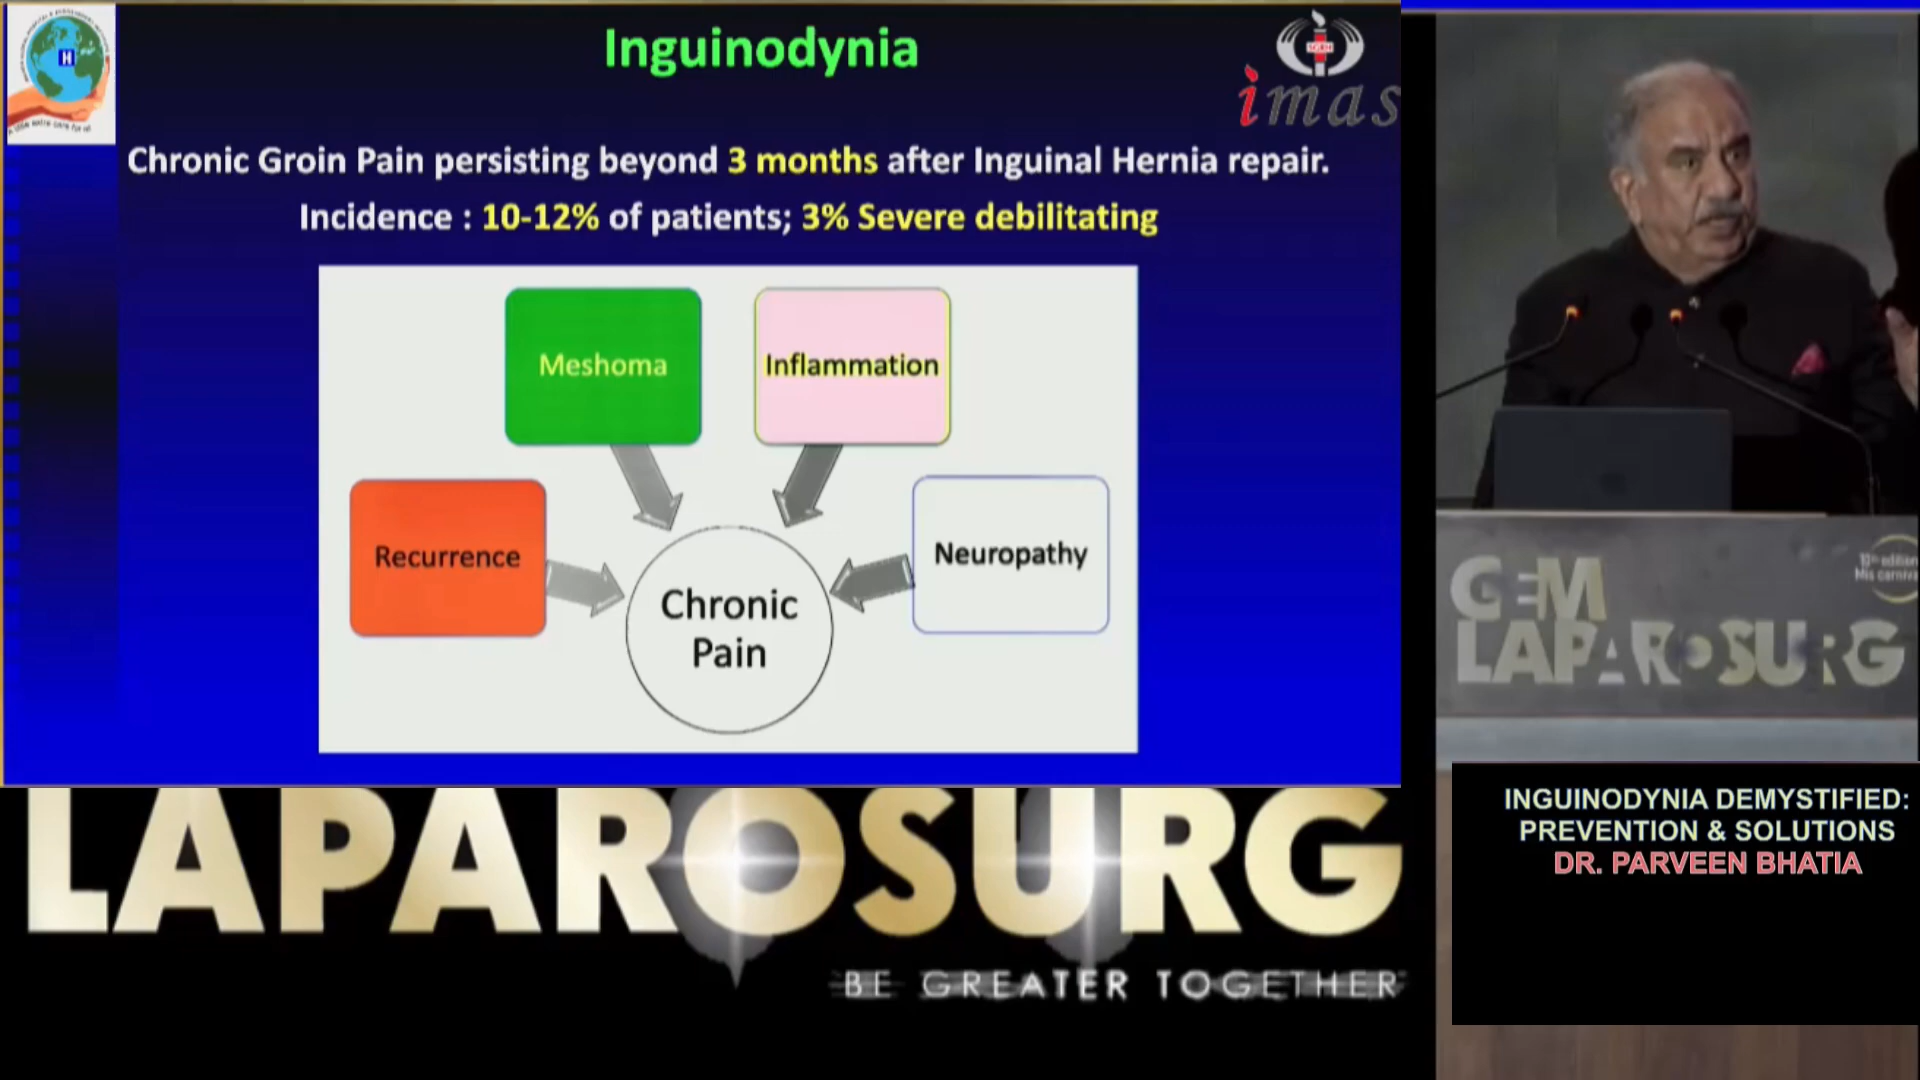 Inguinodynia
imas
Chronic Groin Pain persisting beyond 3 months after Inguinal Hernia repair.
Incidence : 10-12% of patients; 3% Severe debilitating
Meshoma
Inflammation
Recurrence
Neuropathy
Chronic
Pain
LAPAROSURG
BE GREATER TOGETHER
GEM
LAPAROSURG
INGUINODYNIA DEMYSTIFIED:
PREVENTION & SOLUTIONS
DR. PARVEEN BHATIA